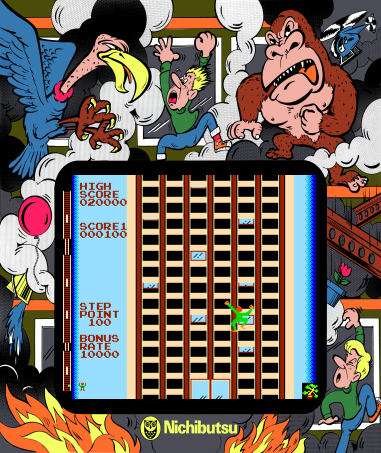 HIGH
SCORE
020000
SCORE1
000100
STEP
POINT
100
BONUS
RATE
10000
Nichibutsu